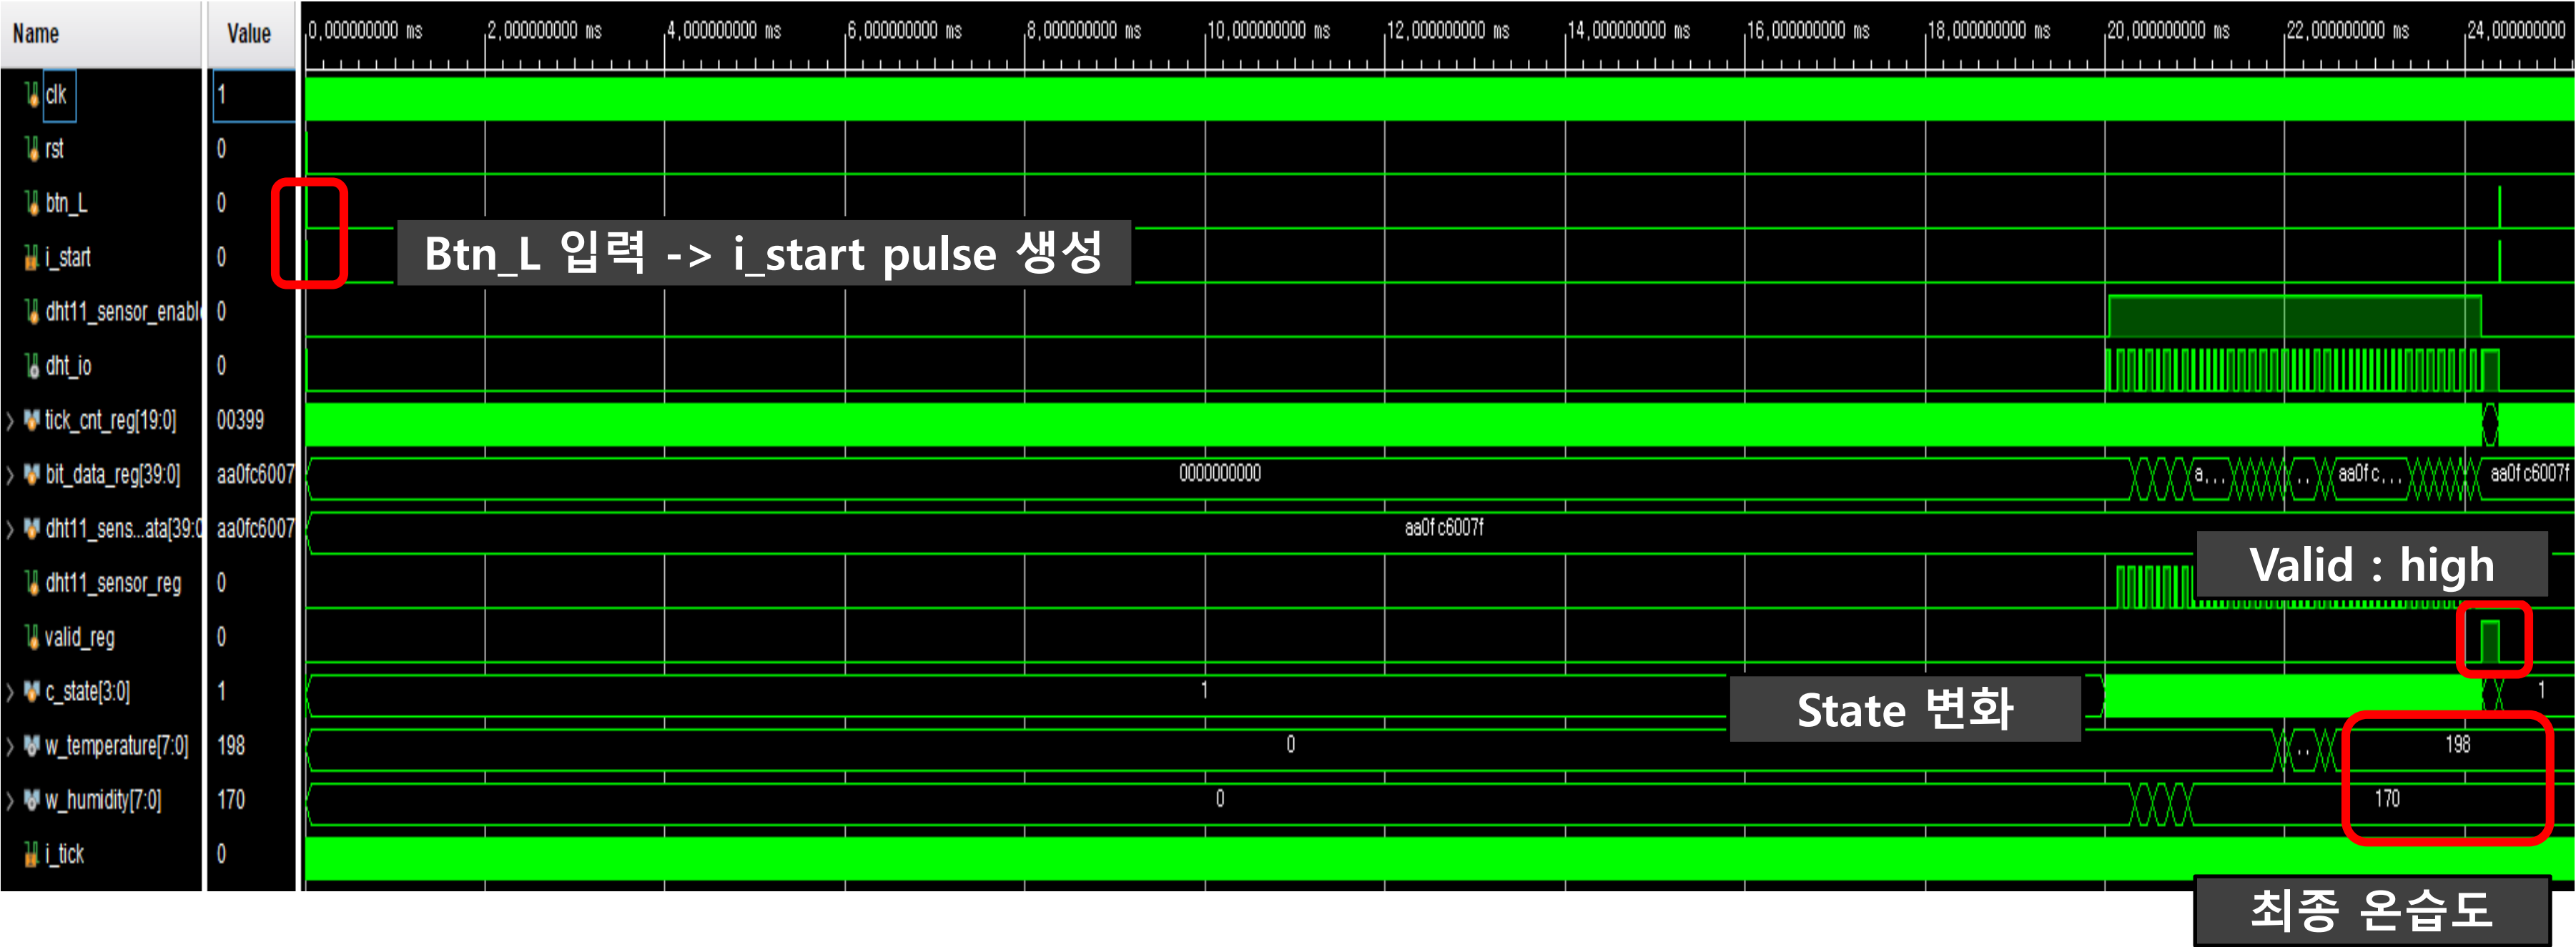 Name Value 0,000000000 ms 2,000000000 ms 4,000000000 ms 6,000000000 ms 8,000000000 ms 10,000000000 ms 12,000000000 ms 14,000000000 ms 16,000000000 ms 18,000000000 ms 20,000000000 ms 22,000000000 ms 24,000000000
clk 1
rst 0
btn_L 0
Btn_L 입력 -> i_start pulse 생성
i_start 0
dht11_sensor_enabl 0
dht_io 0
tick_cnt_reg[19:0] 00399
bit_data_reg[39:0] aa0fc6007 0000000000 a... .. aa0fc... aa0fc6007f
dht11_sens...ata[39:0 aa0fc6007 aa0fc6007f
Valid : high
dht11_sensor_reg 0
valid_reg 0
c_state[3:0] 1 1 1
State 변화
w_temperature[7:0] 198 0 .. 198
w_humidity[7:0] 170 0 170
i_tick 0
최종 온습도